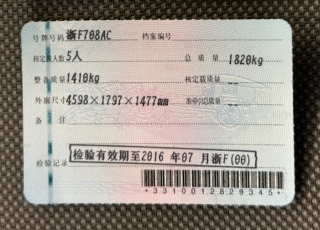 号牌号码 浙F708AC 档案编号
核定载人数 5人 总质量 1820kg
整备质量 1410kg 核定载质量 --
外廓尺寸 4598×1797×1477mm 准牵引总质量 --
备注
检验记录 检验有效期至2016年07月浙F(00)
*3310012829345*